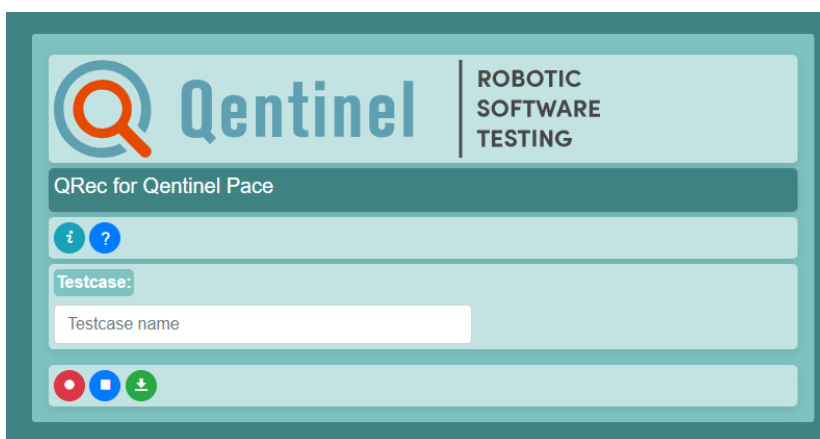 Qentinel
ROBOTIC
SOFTWARE
TESTING
QRec for Qentinel Pace
i ?
Testcase:
Testcase name